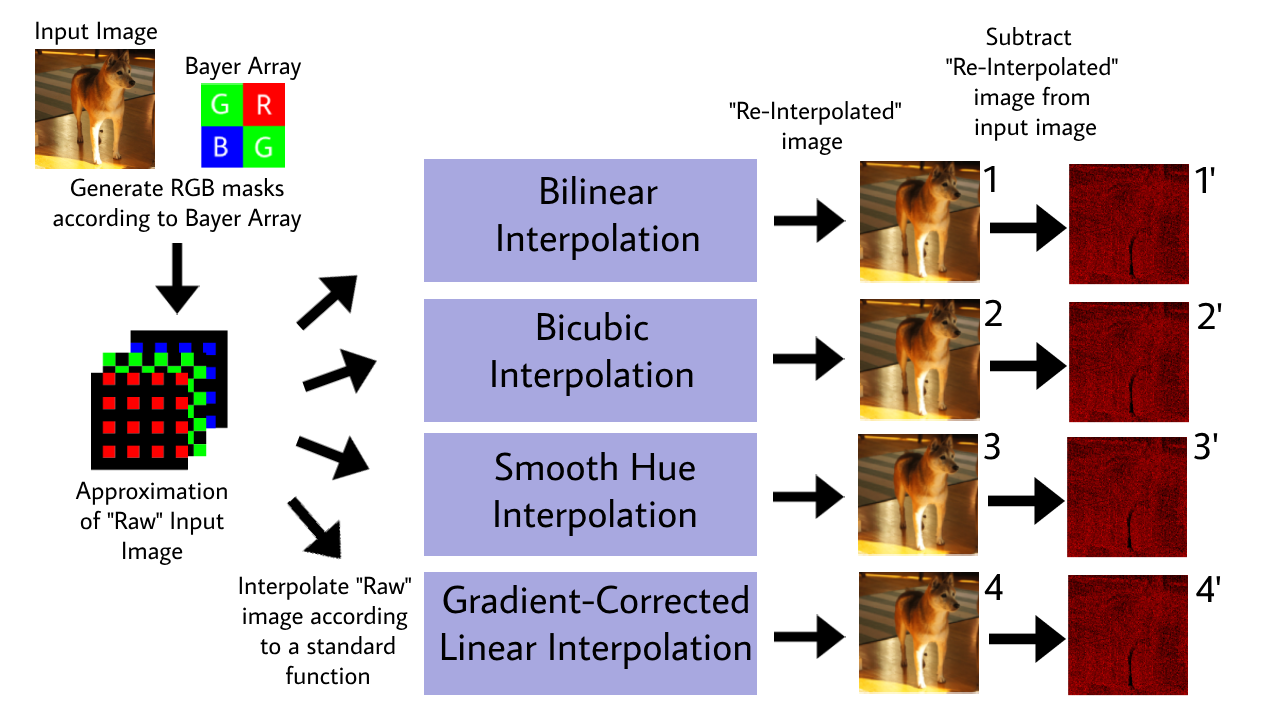 Input Image
Bayer Array
G R
B G
Generate RGB masks
according to Bayer Array
Approximation
of "Raw" Input
Image
Interpolate "Raw"
image according
to a standard
function
Bilinear
Interpolation
Bicubic
Interpolation
Smooth Hue
Interpolation
Gradient-Corrected
Linear Interpolation
"Re-Interpolated"
image
1
2
3
4
Subtract
"Re-Interpolated"
image from
input image
1'
2'
3'
4'